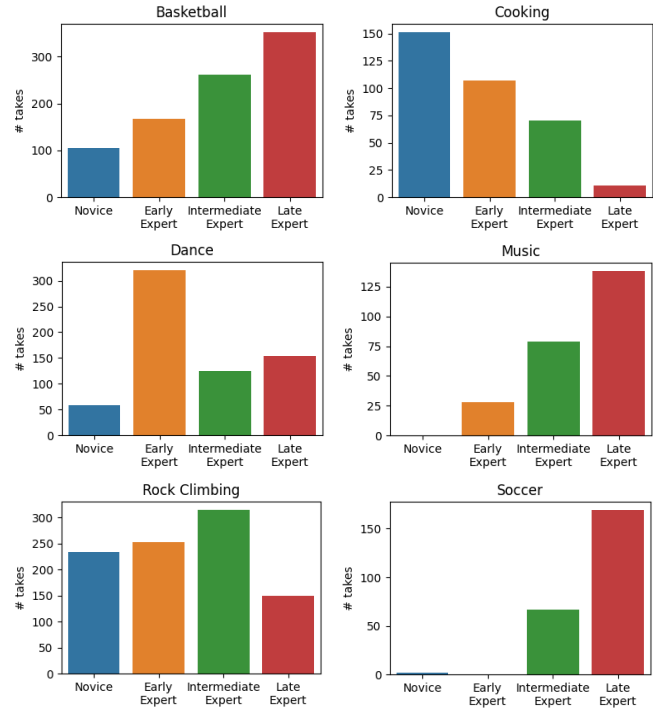 Basketball
# takes
300
200
100
0
Novice
Early
Expert
Intermediate
Expert
Late
Expert
Cooking
# takes
150
125
100
75
50
25
0
Novice
Early
Expert
Intermediate
Expert
Late
Expert
Dance
# takes
300
250
200
150
100
50
0
Novice
Early
Expert
Intermediate
Expert
Late
Expert
Music
# takes
125
100
75
50
25
0
Novice
Early
Expert
Intermediate
Expert
Late
Expert
Rock Climbing
# takes
300
250
200
150
100
50
0
Novice
Early
Expert
Intermediate
Expert
Late
Expert
Soccer
# takes
150
100
50
0
Novice
Early
Expert
Intermediate
Expert
Late
Expert